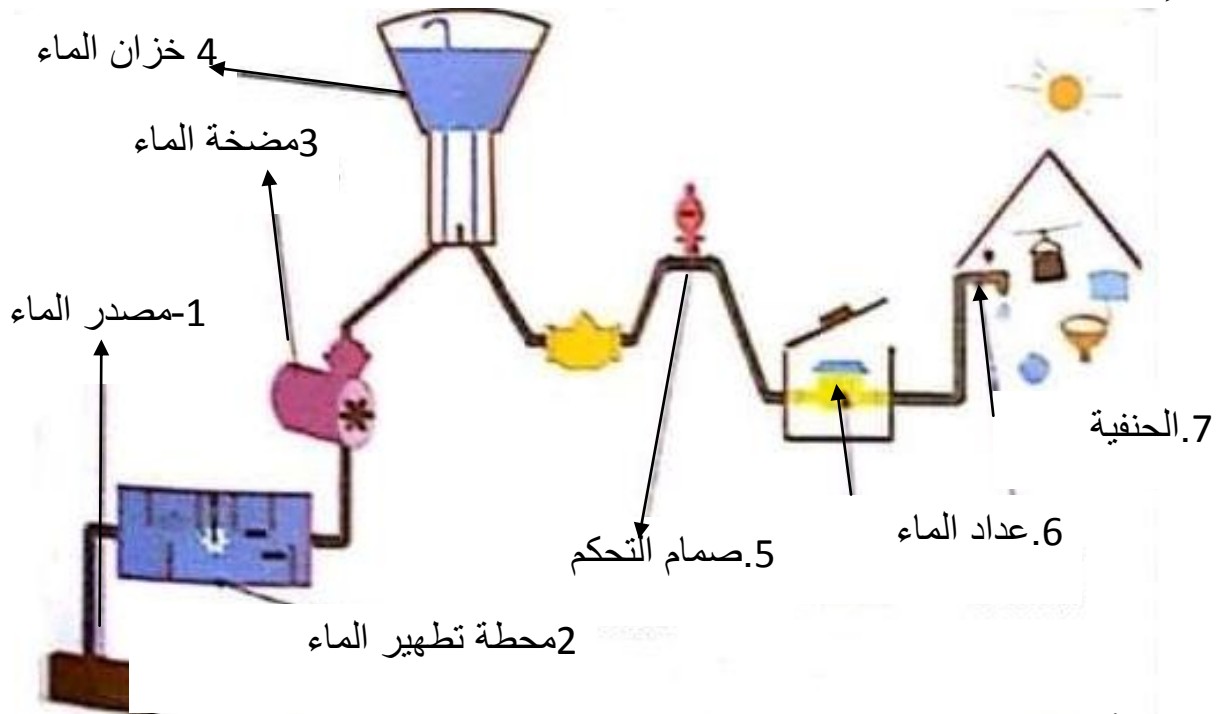 4 خزان الماء
3مضخة الماء
1-مصدر الماء
7.الحنفية
6.عداد الماء
5.صمام التحكم
2محطة تطهير الماء